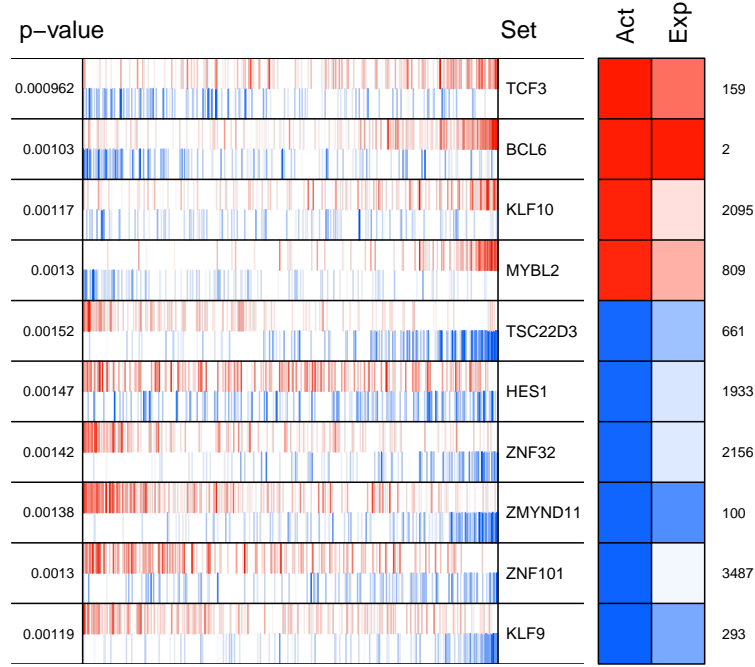 p-value Set Act Exp
0.000962 TCF3 159
0.00103 BCL6 2
0.00117 KLF10 2095
0.0013 MYBL2 809
0.00152 TSC22D3 661
0.00147 HES1 1933
0.00142 ZNF32 2156
0.00138 ZMYND11 100
0.0013 ZNF101 3487
0.00119 KLF9 293